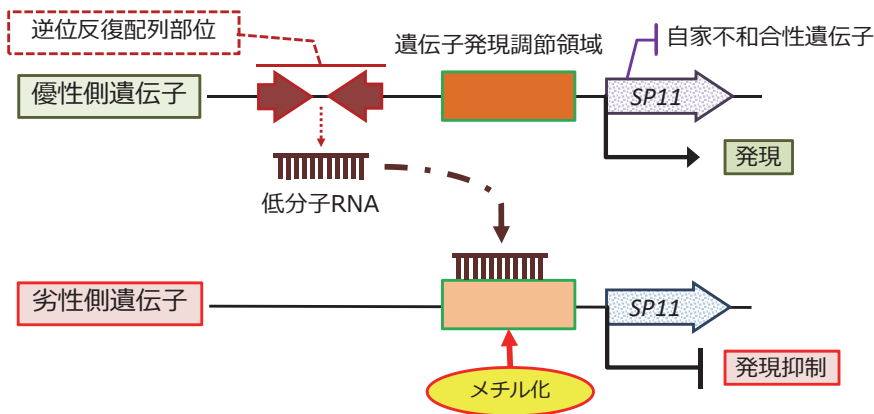 逆位反復配列部位
遺伝子発現調節領域
自家不和合性遺伝子
優性側遺伝子
SP11
発現
低分子RNA
劣性側遺伝子
SP11
メチル化
発現抑制